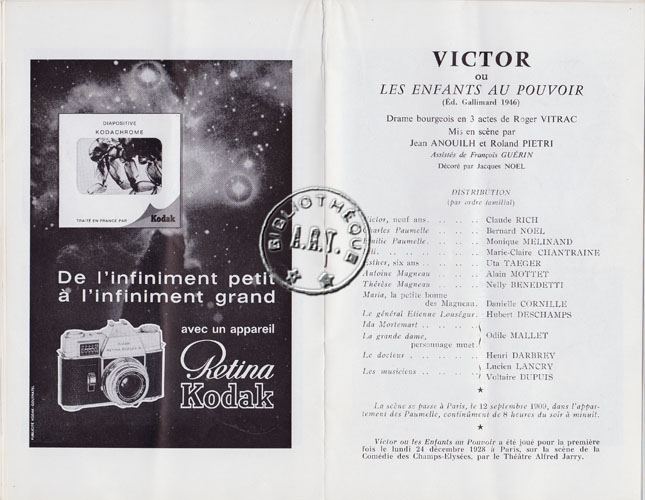 DIAPOSITIVE
KODACHROME
TRAITÉ EN FRANCE PAR
Kodak
De l'infiniment petit
à l'infiniment grand
avec un appareil
Retina
Kodak
BIBLIOTHÈQUE
A.R.T.
VICTOR
ou
LES ENFANTS AU POUVOIR
(Éd. Gallimard 1946)
Drame bourgeois en 3 actes de Roger VITRAC
Mis en scène par
Jean ANOUILH et Roland PIETRI
Assistés de François GUÉRIN
Décoré par Jacques NOEL
DISTRIBUTION
(par ordre familial)
Victor, neuf ans. . . . . Claude RICH
Charles Paumelle . . . . Bernard NOEL
Emilie Paumelle. . . . . Monique MELINAND
. . . . . Marie-Claire CHANTRAINE
Esther, six ans . . . . . Uta TAEGER
Antoine Magneau . . . . Alain MOTTET
Thérèse Magneau . . . . Nelly BENEDETTI
Maria, la petite bonne
des Magneau. Danielle CORNILLE
Le général Etienne Lonségur. Hubert DESCHAMPS
Ida Mortemart . . . .
La grande dame,
personnage muet
Odile MALLET
Le docteur . . . . . . Henri DARBREY
Les musiciens . . . . .
Lucien LANCRY
Voltaire DUPUIS
La scène se passe à Paris, le 12 septembre 1909, dans l'appar-
tement des Paumelle, continûment de 8 heures du soir à minuit.
Victor ou les Enfants au Pouvoir a été joué pour la première
fois le lundi 24 décembre 1928 à Paris, sur la scène de la
Comédie des Champs-Elysées, par le Théâtre Alfred Jarry.